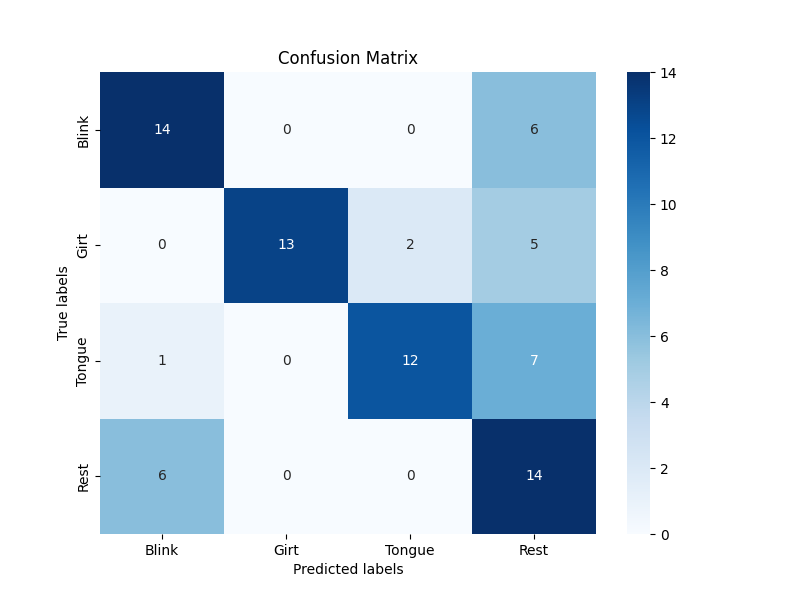 Confusion Matrix
Blink 14 0 0 6
Girt 0 13 2 5
Tongue 1 0 12 7
Rest 6 0 0 14
Blink Girt Tongue Rest
Predicted labels
True labels
14
12
10
8
6
4
2
0